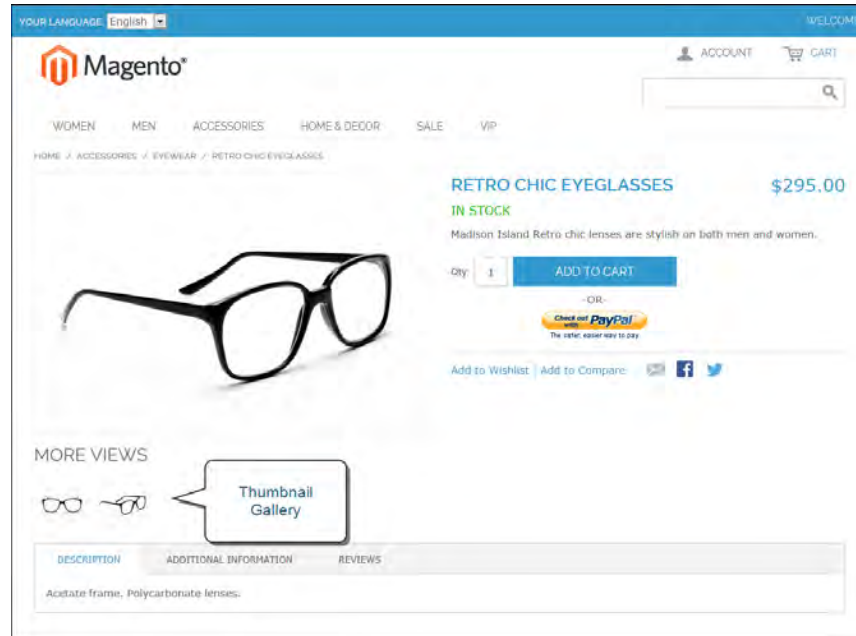 YOUR LANGUAGE: English
WELCOME
Magento®
ACCOUNT
CART
WOMEN MEN ACCESSORIES HOME & DECOR SALE VIP
HOME / ACCESSORIES / EYEWEAR / RETRO CHIC EYEGLASSES
RETRO CHIC EYEGLASSES $295.00
IN STOCK
Madison Island Retro chic lenses are stylish on both men and women.
Qty: 1 ADD TO CART
-OR-
Check out with PayPal
The safer, easier way to pay
Add to Wishlist | Add to Compare
MORE VIEWS
Thumbnail
Gallery
DESCRIPTION ADDITIONAL INFORMATION REVIEWS
Acetate frame. Polycarbonate lenses.